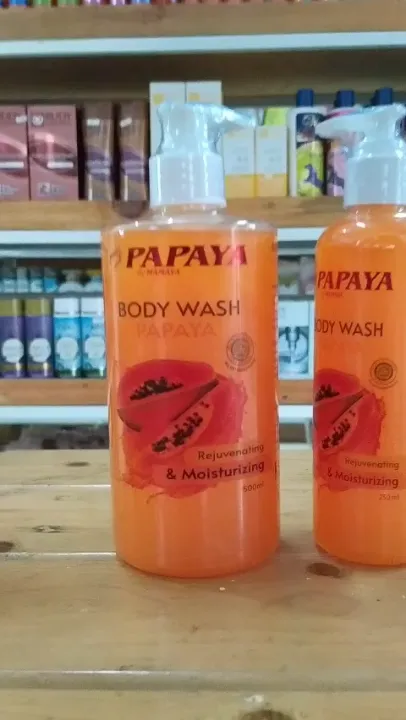 PAPAYA
BODY WASH
PAPAYA
Rejuvenating
& Moisturizing
500ml
PAPAYA
BODY WASH
Rejuvenating
& Moisturizing
250ml